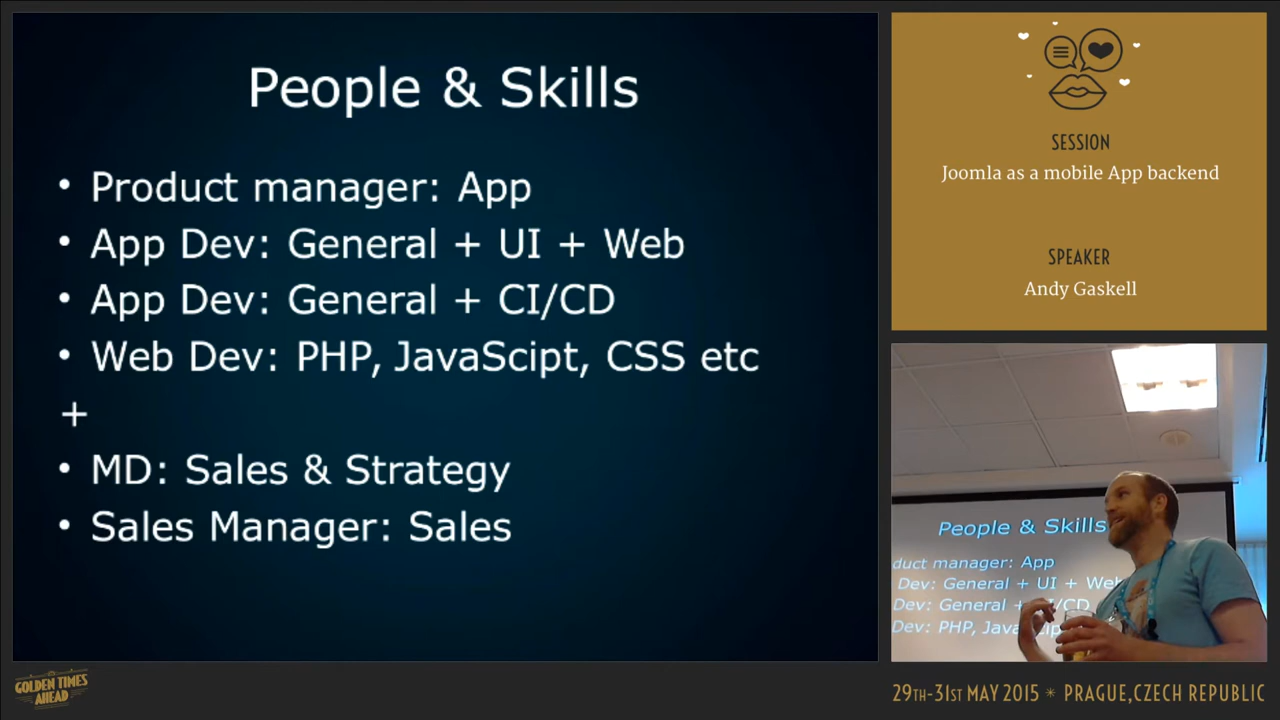 People & Skills
• Product manager: App
• App Dev: General + UI + Web
• App Dev: General + CI/CD
• Web Dev: PHP, JavaScipt, CSS etc
+
• MD: Sales & Strategy
• Sales Manager: Sales
SESSION
Joomla as a mobile App backend
SPEAKER
Andy Gaskell
People & Skills
duct manager: App
Dev: General + UI + Web
Dev: General + CI/CD
Dev: PHP, Java
GOLDEN TIMES
AHEAD
29TH-31ST MAY 2015 * PRAGUE,CZECH REPUBLIC